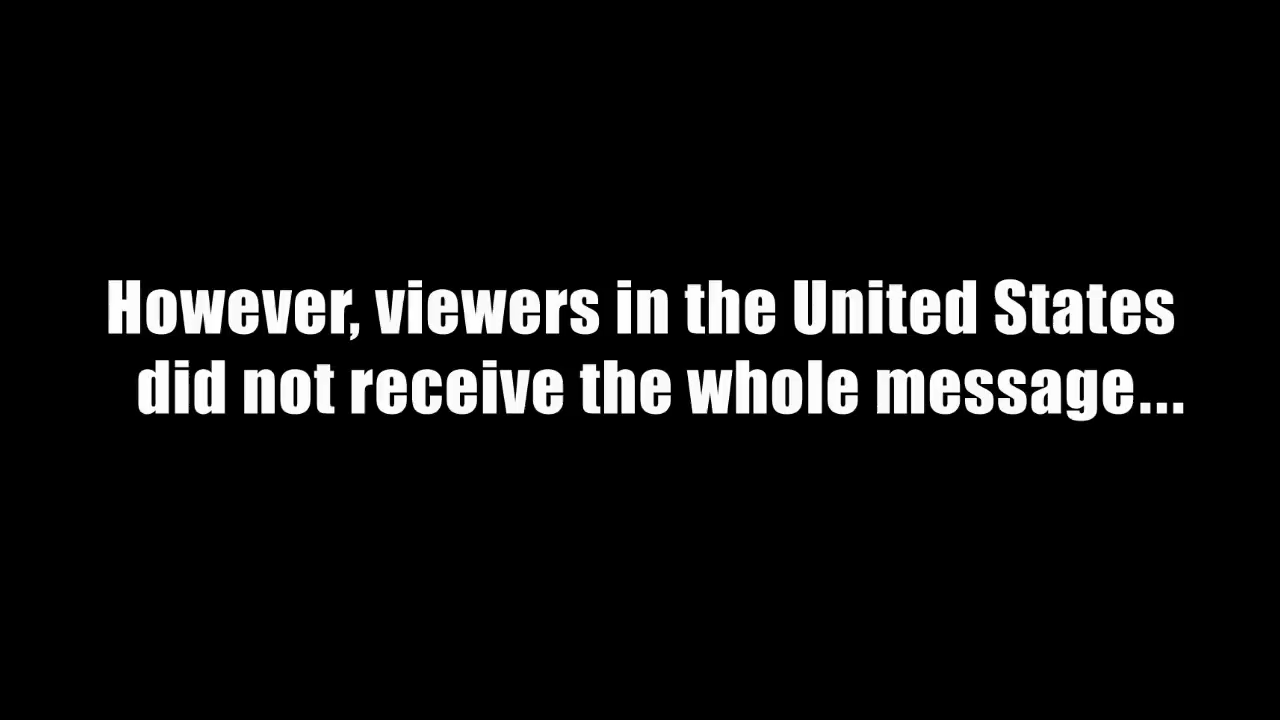 However, viewers in the United States
did not receive the whole message...